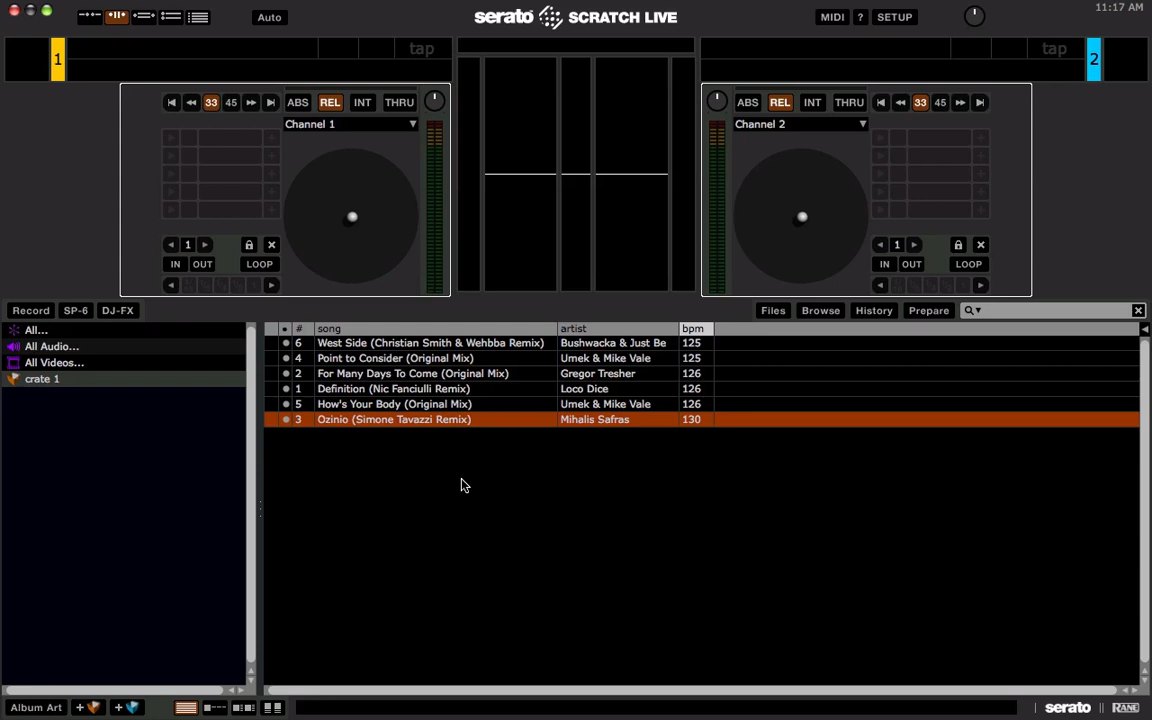 11:17 AM
Auto
serato SCRATCH LIVE
MIDI ? SETUP
1 tap
tap 2
33 45 ABS REL INT THRU
ABS REL INT THRU 33 45
Channel 1
Channel 2
1
1
IN OUT LOOP
IN OUT LOOP
Record SP-6 DJ-FX
Files Browse History Prepare
# song artist bpm
All...
All Audio...
All Videos...
crate 1
6 West Side (Christian Smith & Wehbba Remix) Bushwacka & Just Be 125
4 Point to Consider (Original Mix) Umek & Mike Vale 125
2 For Many Days To Come (Original Mix) Gregor Tresher 126
1 Definition (Nic Fanciulli Remix) Loco Dice 126
5 How's Your Body (Original Mix) Umek & Mike Vale 126
3 Ozinio (Simone Tavazzi Remix) Mihalis Safras 130
Album Art
serato RANE